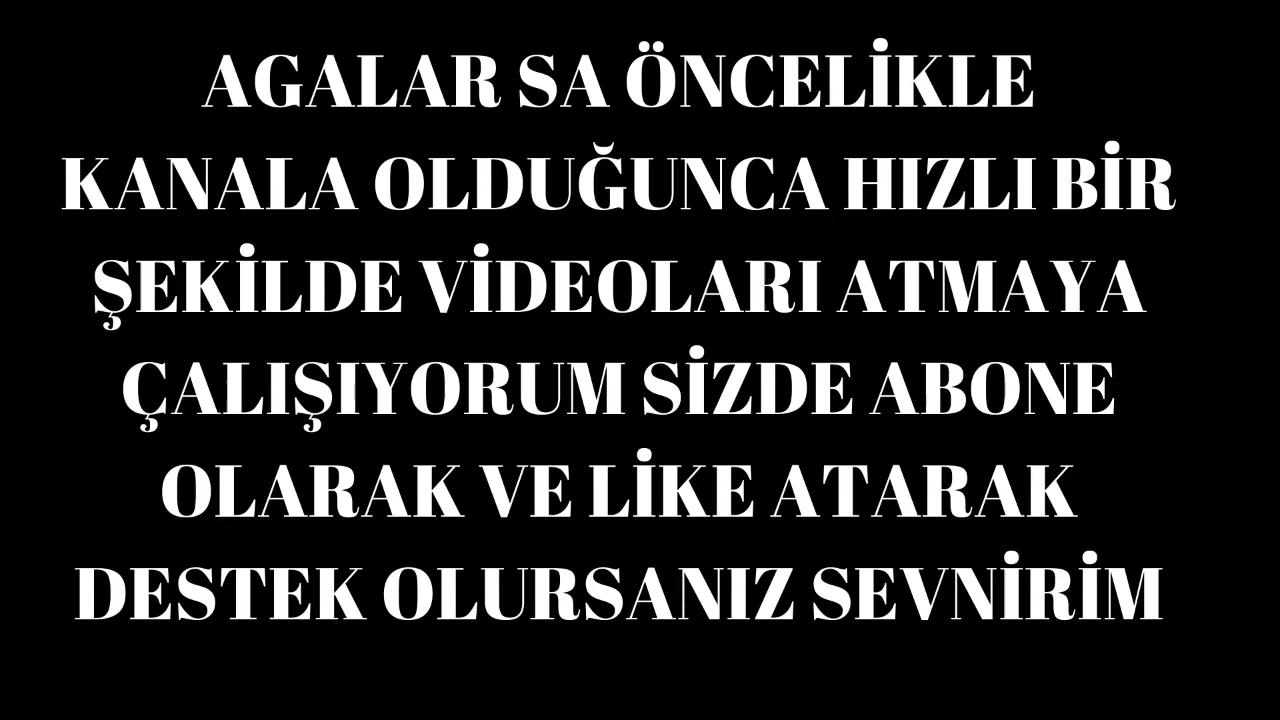 AGALAR SA ÖNCELİKLE
KANALA OLDUĞUNCA HIZLI BİR
ŞEKİLDE VİDEOLARI ATMAYA
ÇALIŞIYORUM SİZDE ABONE
OLARAK VE LİKE ATARAK
DESTEK OLURSANIZ SEVNİRİM